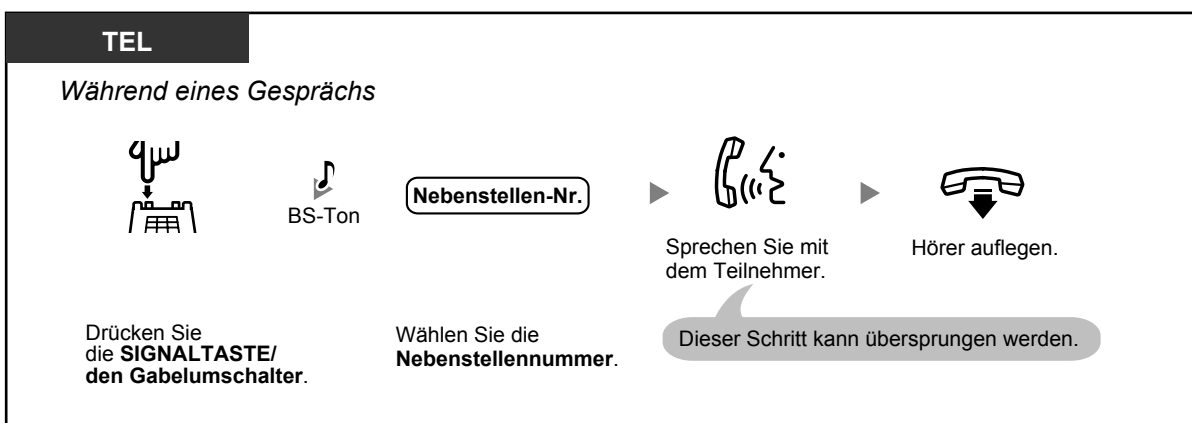 TEL
Während eines Gesprächs
BS-Ton
Nebenstellen-Nr.
Sprechen Sie mit
dem Teilnehmer.
Hörer auflegen.
Drücken Sie
die SIGNALTASTE/
den Gabelumschalter.
Wählen Sie die
Nebenstellennummer.
Dieser Schritt kann übersprungen werden.